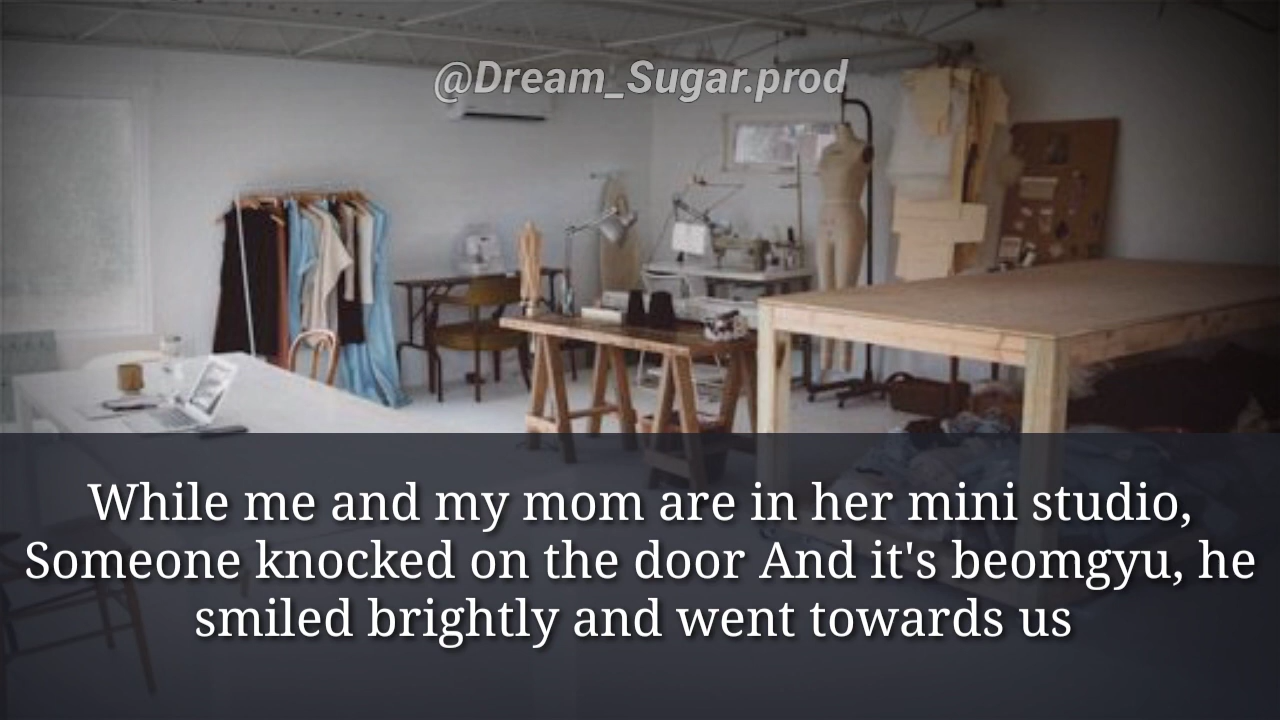 @Dream_Sugar.prod
While me and my mom are in her mini studio,
Someone knocked on the door And it's beomgyu, he
smiled brightly and went towards us